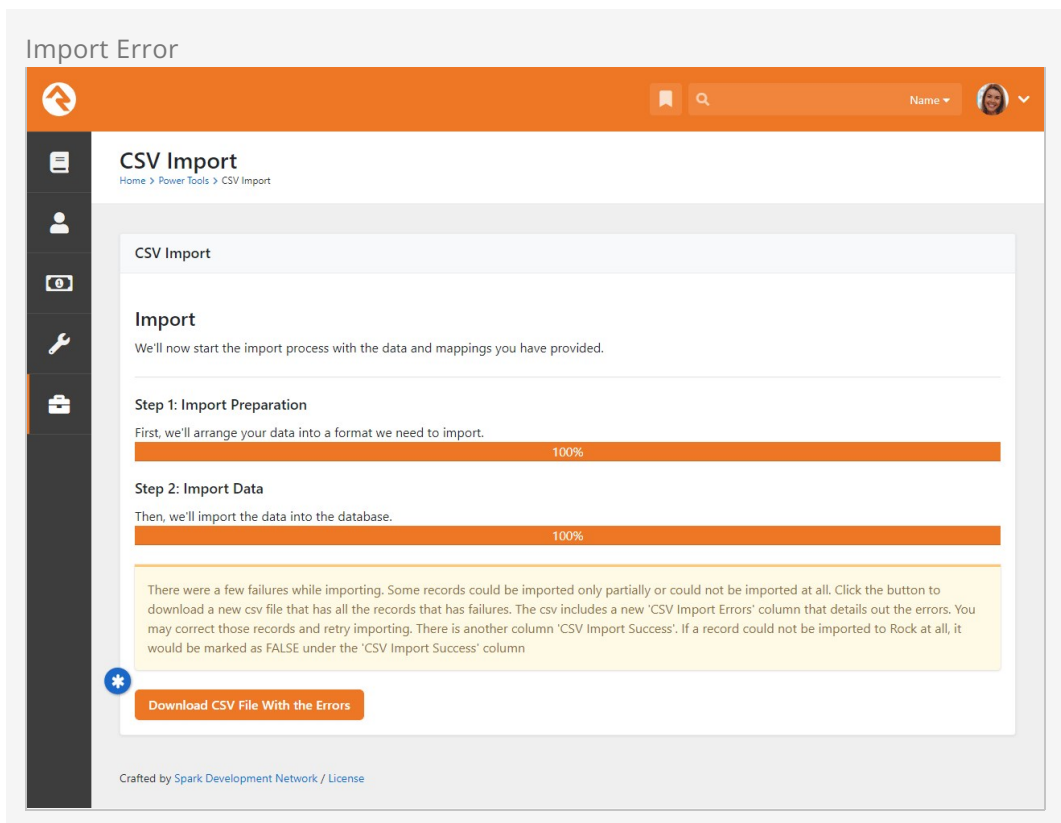 Import Error
Name
CSV Import
Home > Power Tools > CSV Import
CSV Import
Import
We'll now start the import process with the data and mappings you have provided.
Step 1: Import Preparation
First, we'll arrange your data into a format we need to import.
100%
Step 2: Import Data
Then, we'll import the data into the database.
100%
There were a few failures while importing. Some records could be imported only partially or could not be imported at all. Click the button to
download a new csv file that has all the records that has failures. The csv includes a new 'CSV Import Errors' column that details out the errors. You
may correct those records and retry importing. There is another column 'CSV Import Success'. If a record could not be imported to Rock at all, it
would be marked as FALSE under the 'CSV Import Success' column
Download CSV File With the Errors
Crafted by Spark Development Network / License